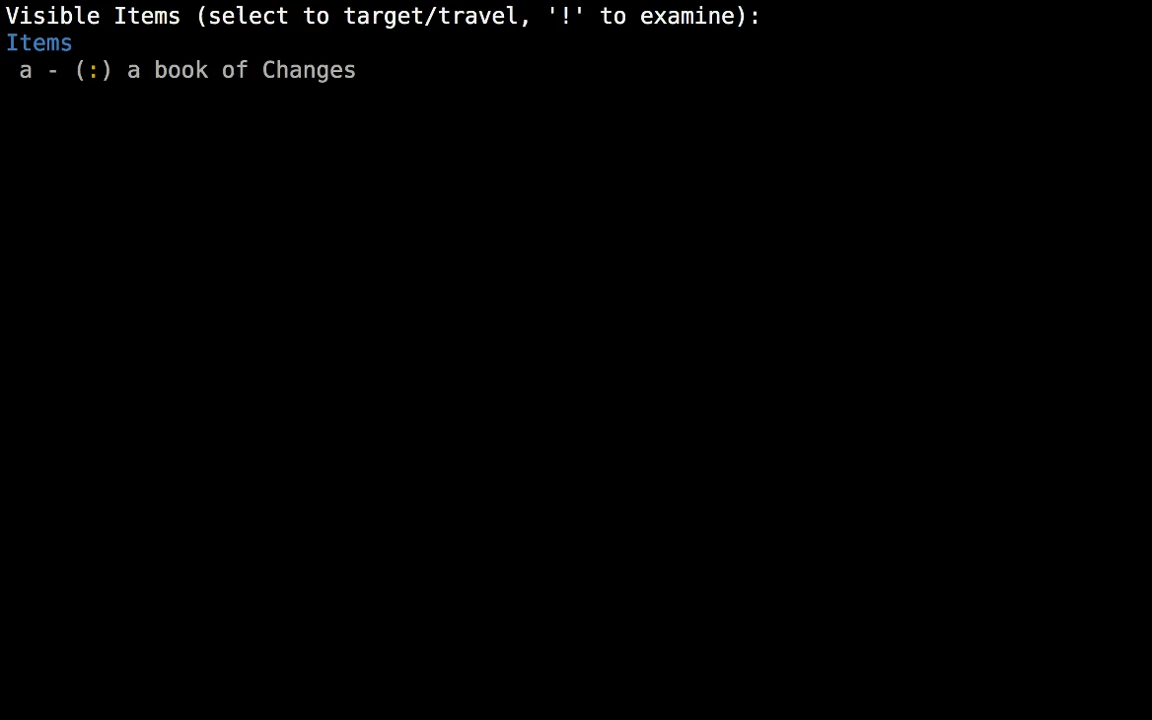 Visible Items (select to target/travel, '!' to examine):
Items
a - (:) a book of Changes